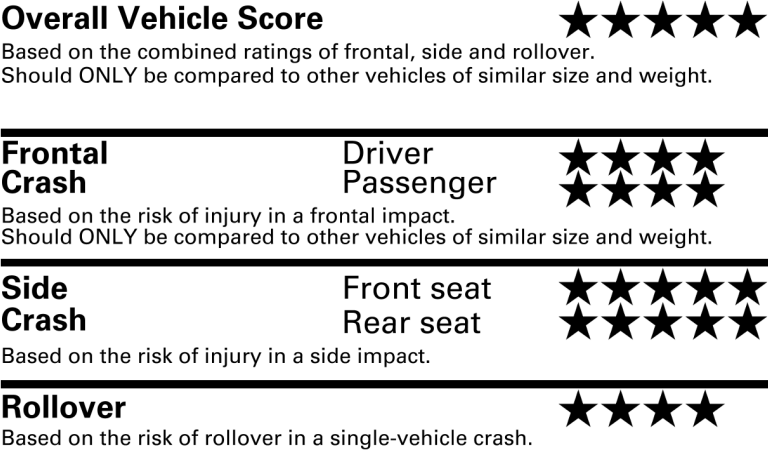 Overall Vehicle Score ★★★★★
Based on the combined ratings of frontal, side and rollover.
Should ONLY be compared to other vehicles of similar size and weight.
Frontal Driver ★★★★
Crash Passenger ★★★★
Based on the risk of injury in a frontal impact.
Should ONLY be compared to other vehicles of similar size and weight.
Side Front seat ★★★★★
Crash Rear seat ★★★★★
Based on the risk of injury in a side impact.
Rollover ★★★★
Based on the risk of rollover in a single-vehicle crash.